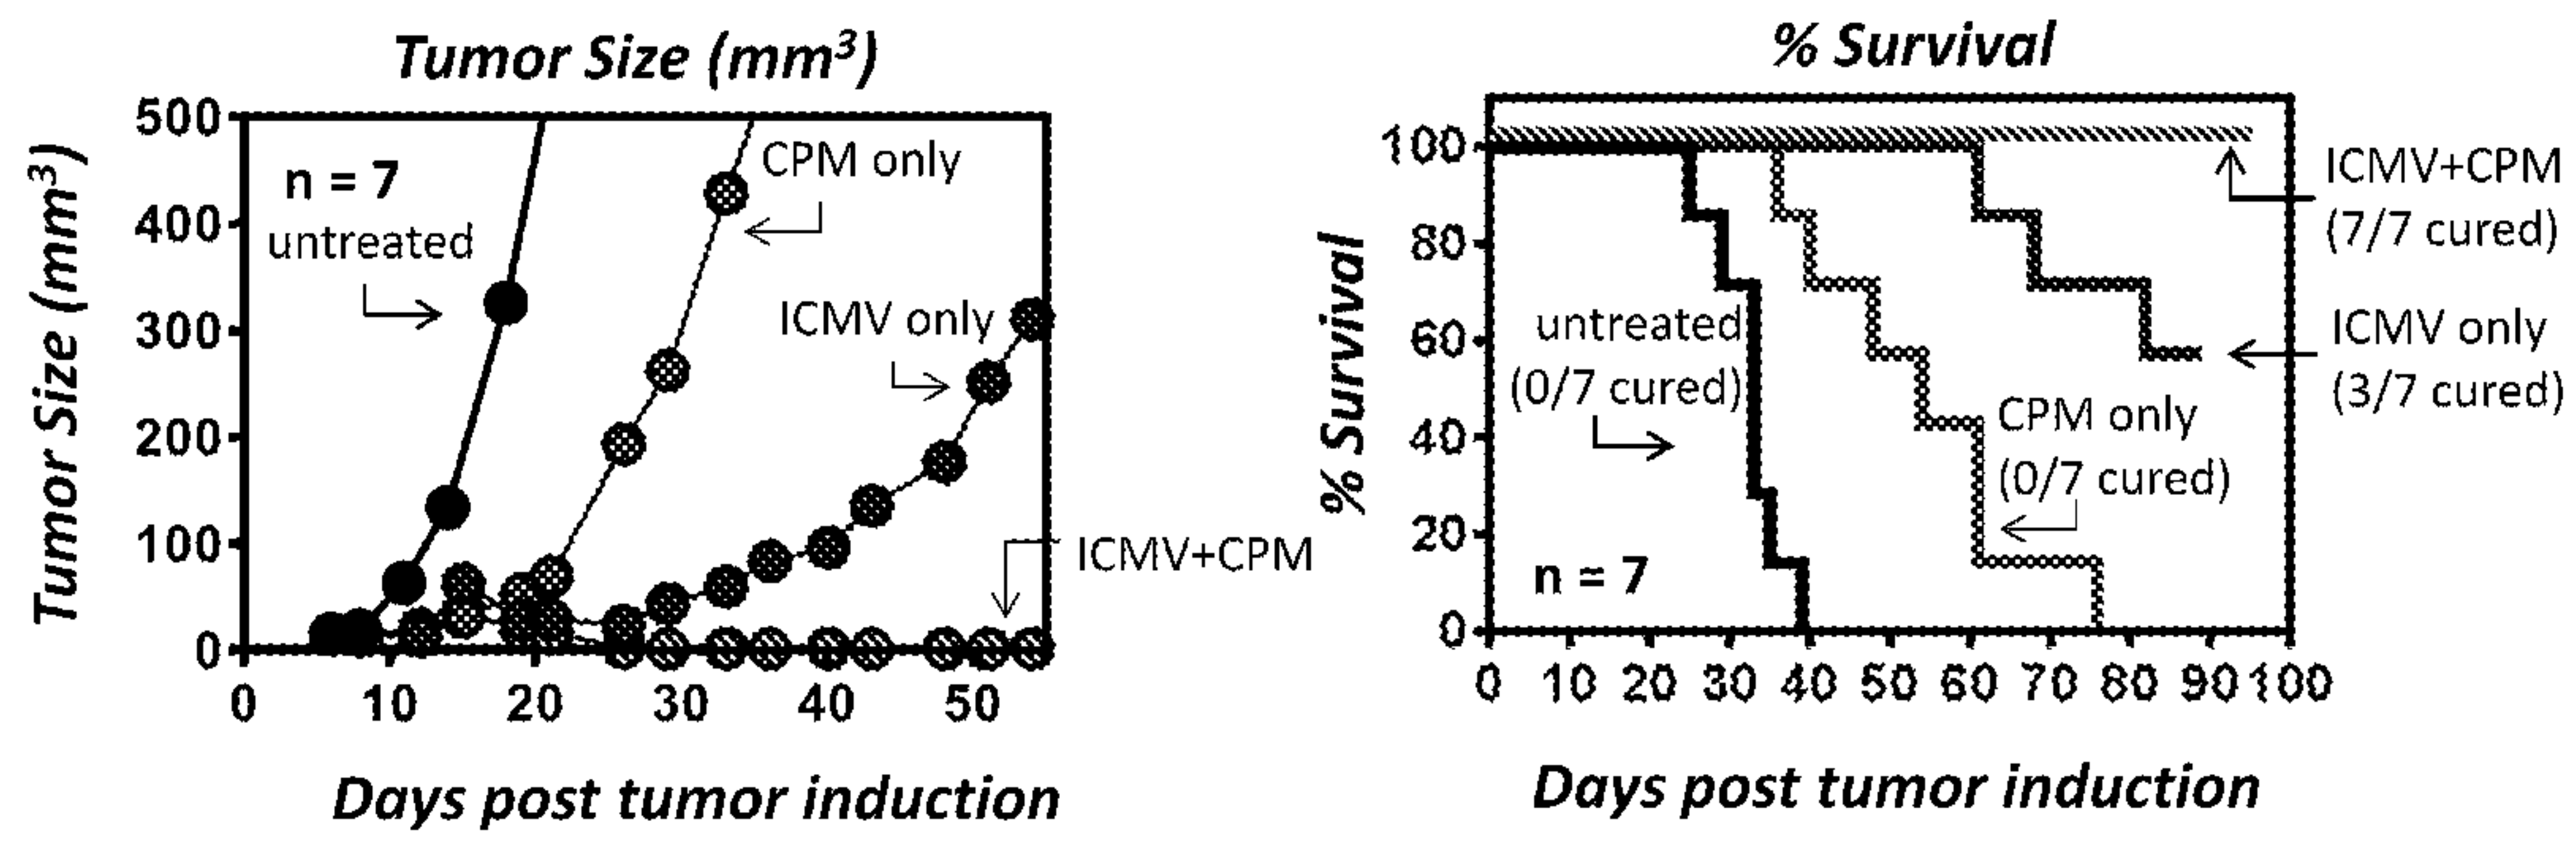 Tumor Size (mm³)
Tumor Size (mm³)
500
400
300
200
100
0
n = 7
untreated
CPM only
ICMV only
ICMV+CPM
0 10 20 30 40 50
Days post tumor induction
% Survival
% Survival
100
80
60
40
20
0
ICMV+CPM
(7/7 cured)
untreated
(0/7 cured)
ICMV only
(3/7 cured)
CPM only
(0/7 cured)
n = 7
0 10 20 30 40 50 60 70 80 90 100
Days post tumor induction